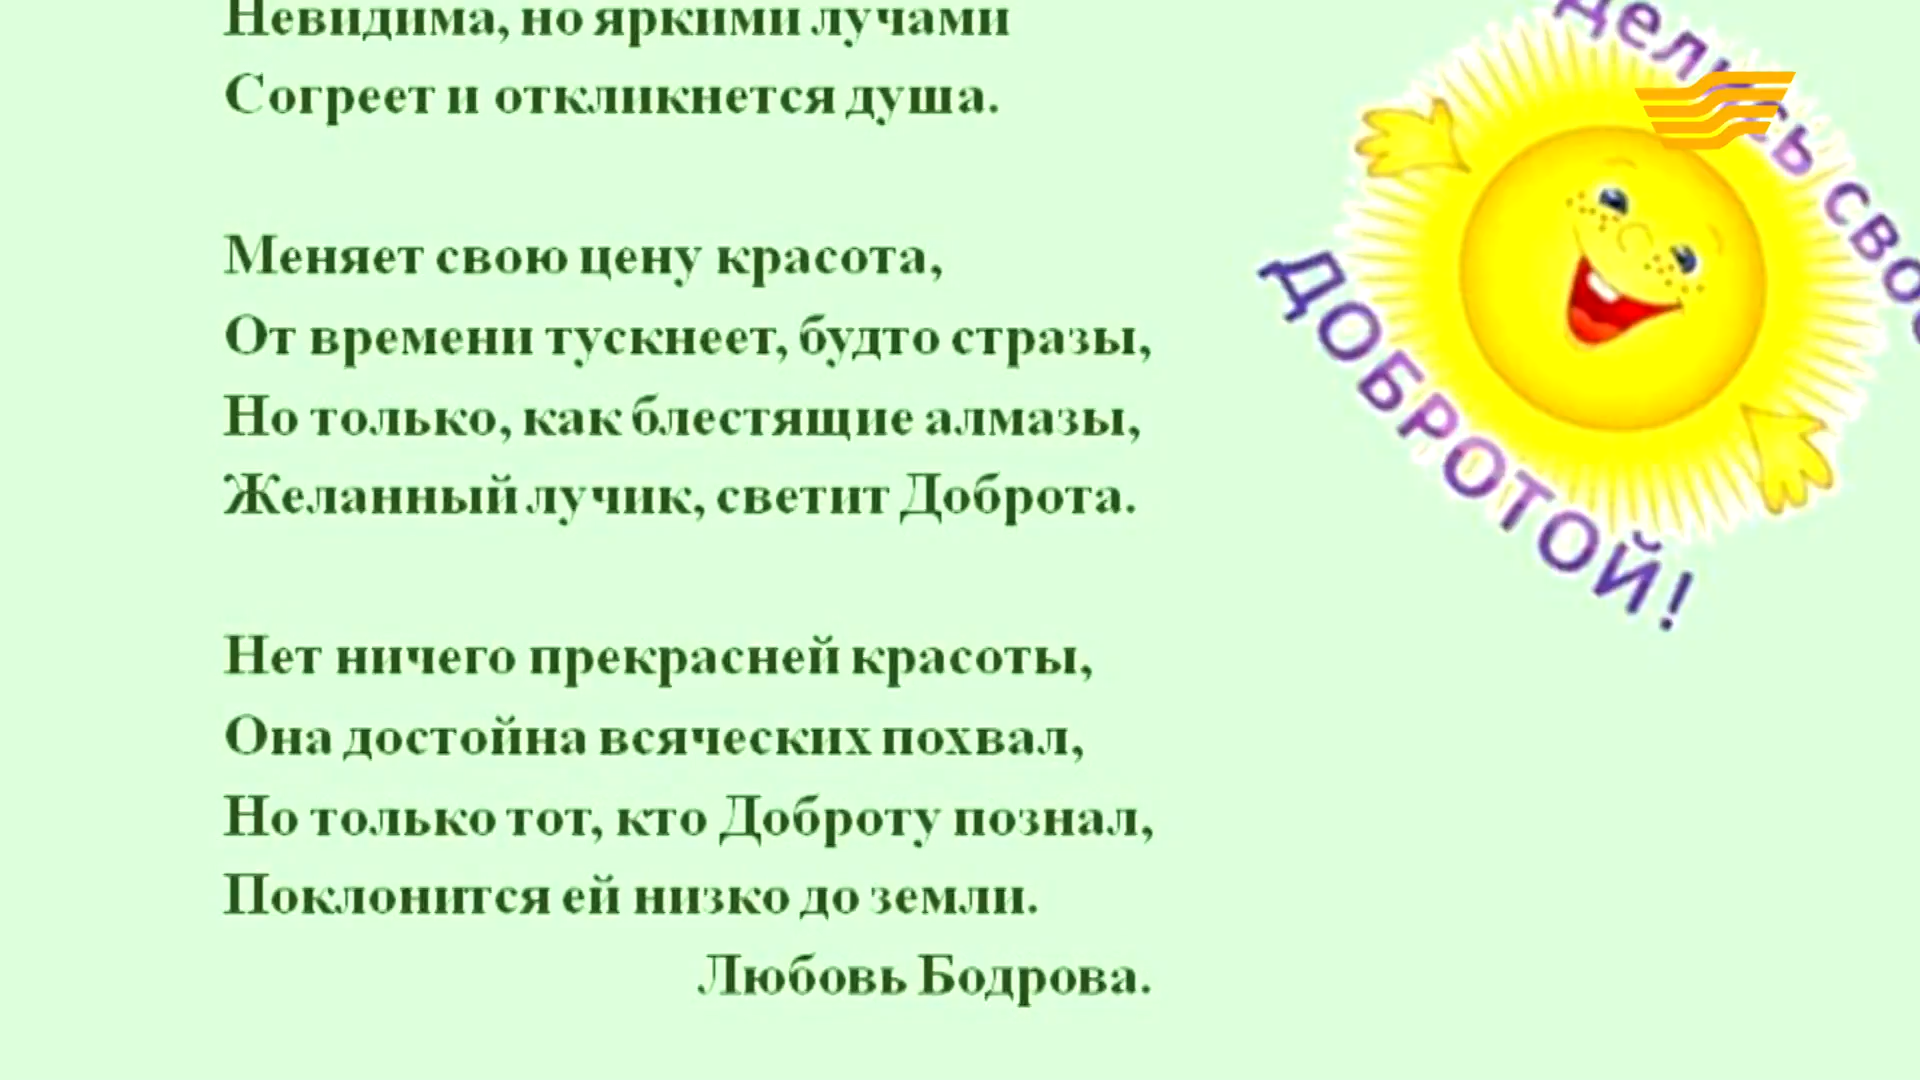 Невидима, но яркими лучами
Согреет и откликнется душа.
Меняет свою цену красота,
От времени тускнеет, будто стразы,
Но только, как блестящие алмазы,
Желанный лучик, светит Доброта.
Нет ничего прекрасней красоты,
Она достойна всяческих похвал,
Но только тот, кто Доброту познал,
Поклонится ей низко до земли.
Любовь Бодрова.
ДОБРОТОЙ!